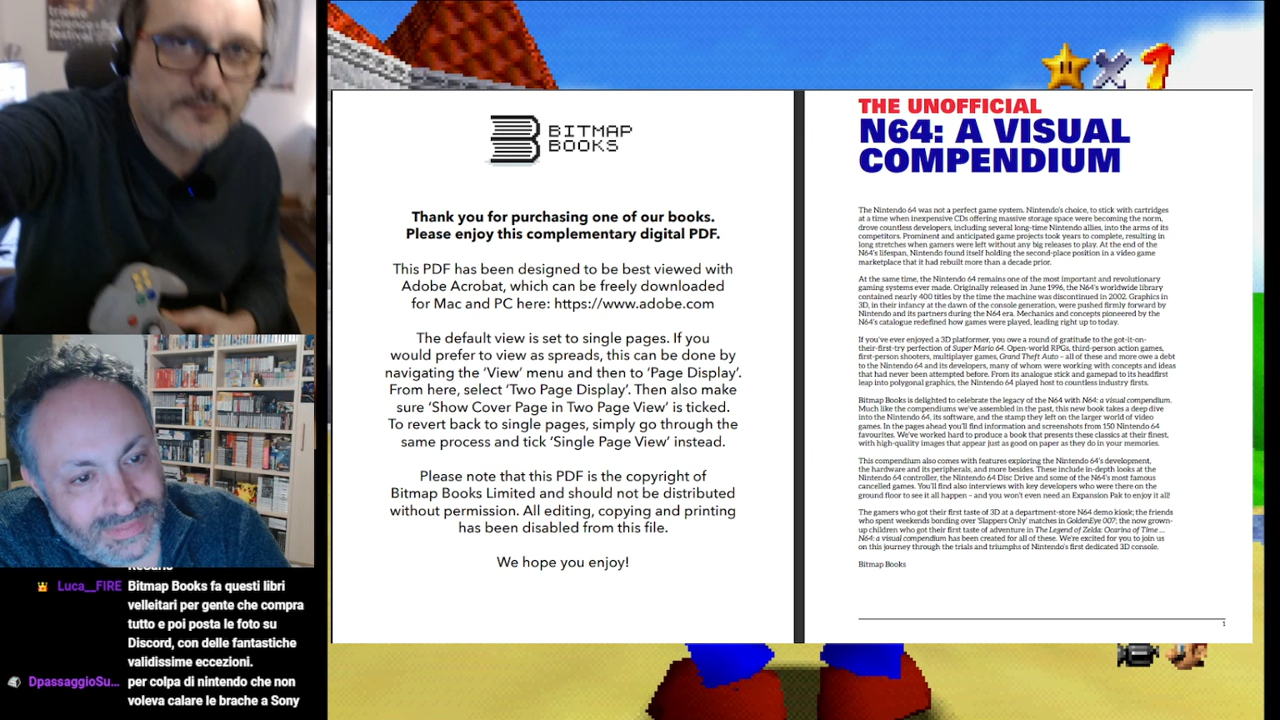 trieste
science+fiction
festival
BITMAP
BOOKS
Thank you for purchasing one of our books.
Please enjoy this complementary digital PDF.
This PDF has been designed to be best viewed with
Adobe Acrobat, which can be freely downloaded
for Mac and PC here: https://www.adobe.com
The default view is set to single pages. If you
would prefer to view as spreads, this can be done by
navigating the ‘View’ menu and then to ‘Page Display’.
From here, select ‘Two Page Display’. Then also make
sure ‘Show Cover Page in Two Page View’ is ticked.
To revert back to single pages, simply go through the
same process and tick ‘Single Page View’ instead.
Please note that this PDF is the copyright of
Bitmap Books Limited and should not be distributed
without permission. All editing, copying and printing
has been disabled from this file.
We hope you enjoy!
THE UNOFFICIAL
N64: A VISUAL
COMPENDIUM
The Nintendo 64 was not a perfect game system. Nintendo's choice, to stick with cartridges
at a time when inexpensive CDs offering massive storage space were becoming the norm,
drove countless developers, including several long-time Nintendo allies, into the arms of its
competitors. Prominent and anticipated game projects took years to complete, resulting in
long stretches when gamers were left without any big releases to play. At the end of the
N64's lifespan, Nintendo found itself holding the second-place position in a video game
marketplace that it had rebuilt more than a decade prior.
At the same time, the Nintendo 64 remains one of the most important and revolutionary
gaming systems ever made. Originally released in June 1996, the N64's worldwide library
contained nearly 400 titles by the time the machine was discontinued in 2002. Graphics in
3D, in their infancy at the dawn of the console generation, were pushed firmly forward by
Nintendo and its partners during the N64 era. Mechanics and concepts pioneered by the
N64's catalogue redefined how games were played, leading right up to today.
If you've ever enjoyed a 3D platformer, you owe a round of gratitude to the got-it-on-
their-first-try perfection of Super Mario 64. Open-world RPGs, third-person action games,
first-person shooters, multiplayer games, Grand Theft Auto – all of these and more owe a debt
to the Nintendo 64 and its developers, many of whom were working with concepts and ideas
that had never been attempted before. From its analogue stick and gamepad to its headfirst
leap into polygonal graphics, the Nintendo 64 played host to countless industry firsts.
Bitmap Books is delighted to celebrate the legacy of the N64 with N64: a visual compendium.
Much like the compendiums we've assembled in the past, this new book takes a deep dive
into the Nintendo 64, its software, and the stamp they left on the larger world of video
games. In the pages ahead you'll find information and screenshots from 150 Nintendo 64
favourites. We've worked hard to produce a book that presents these classics at their finest,
with high-quality images that appear just as good on paper as they do in your memories.
This compendium also comes with features exploring the Nintendo 64's development,
the hardware and its peripherals, and more besides. These include in-depth looks at the
Nintendo 64 controller, the Nintendo 64 Disc Drive and some of the N64's most famous
cancelled games. You'll also find interviews with key developers who were there on the
ground floor to see it all happen – and you won't even need an Expansion Pak to enjoy it all!
The gamers who got their first taste of 3D at a department-store N64 demo kiosk; the friends
who spent weekends bonding over 'Slappers Only' matches in GoldenEye 007; the now grown-
up children who got their first taste of adventure in The Legend of Zelda: Ocarina of Time ...
N64: a visual compendium has been created for all of these. We're excited for you to join us
on this journey through the trials and triumphs of Nintendo's first dedicated 3D console.
Bitmap Books
1
Luca__FIRE Bitmap Books fa questi libri
velleitari per gente che compra
tutto e poi posta le foto su
Discord, con delle fantastiche
validissime eccezioni.
DpassaggioSu... per colpa di nintendo che non
voleva calare le brache a Sony